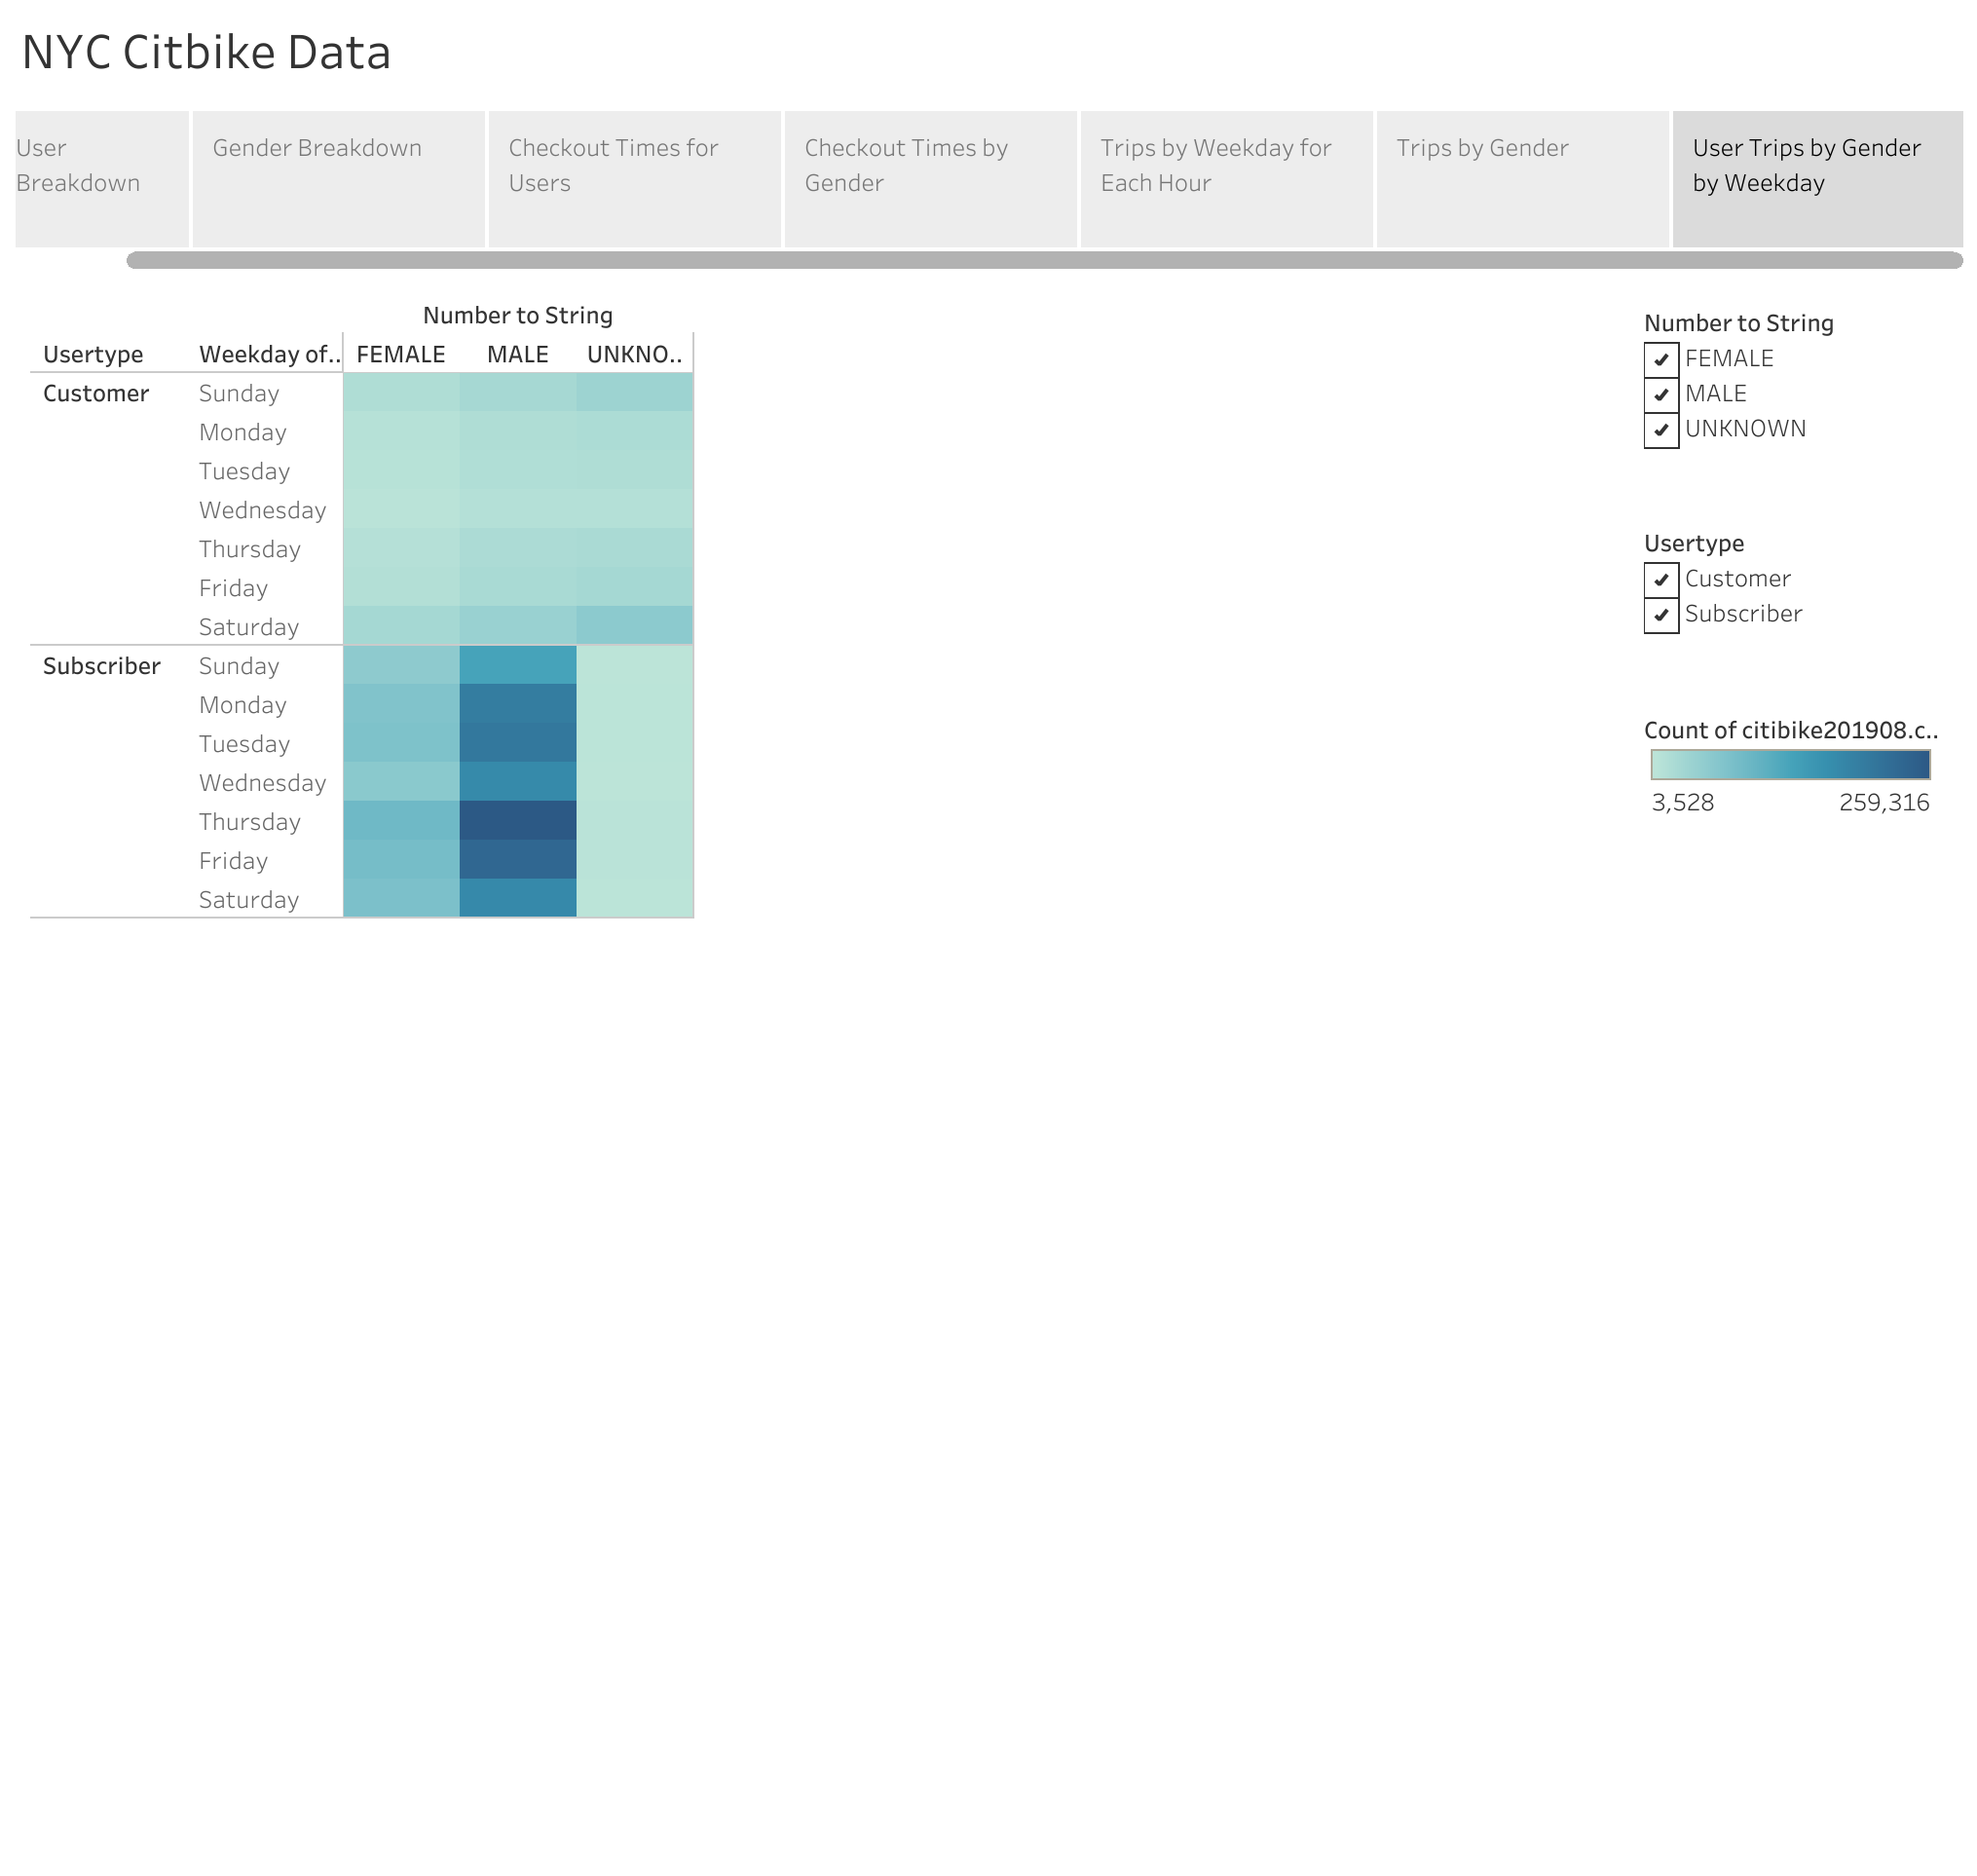 NYC Citbike Data
User
Breakdown
Gender Breakdown
Checkout Times for
Users
Checkout Times by
Gender
Trips by Weekday for
Each Hour
Trips by Gender
User Trips by Gender
by Weekday
Number to String
Usertype Weekday of.. FEMALE MALE UNKNO..
Customer Sunday
Monday
Tuesday
Wednesday
Thursday
Friday
Saturday
Subscriber Sunday
Monday
Tuesday
Wednesday
Thursday
Friday
Saturday
Number to String
FEMALE
MALE
UNKNOWN
Usertype
Customer
Subscriber
Count of citibike201908.c..
3,528 259,316